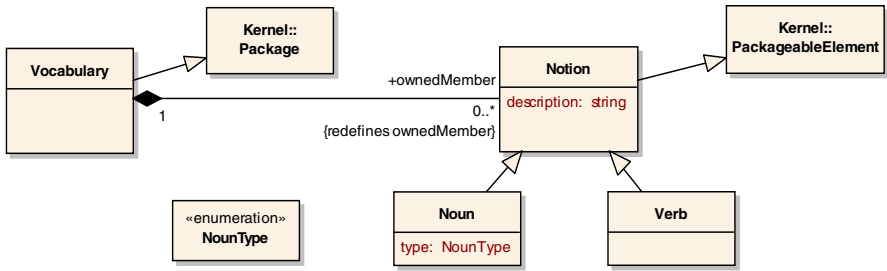 Kernel::
Package
Kernel::
PackageableElement
Vocabulary
Notion
description: string
+ownedMember
1
0..*
{redefines ownedMember}
«enumeration»
NounType
Noun
type: NounType
Verb